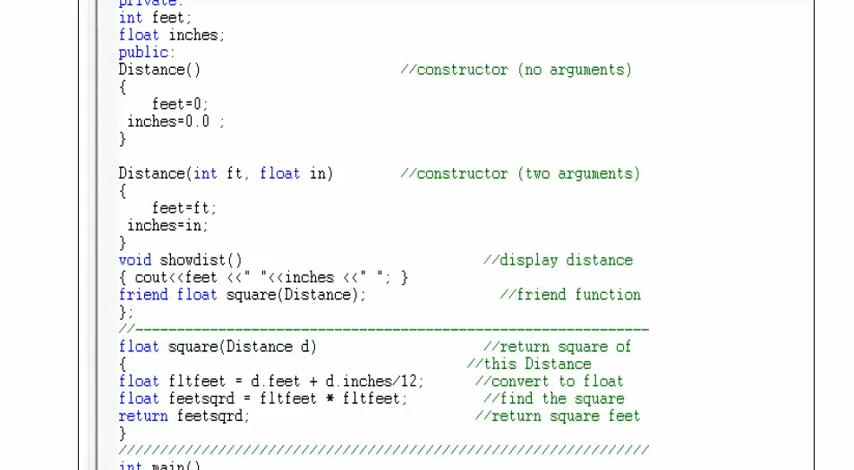 private:
int feet;
float inches;
public:
Distance() //constructor (no arguments)
{
feet=0;
inches=0.0 ;
}
Distance(int ft, float in) //constructor (two arguments)
{
feet=ft;
inches=in;
}
void showdist() //display distance
{ cout<<feet <<" "<<inches <<" "; }
friend float square(Distance); //friend function
};
//--------------------------------------------------------------
float square(Distance d) //return square of
{ //this Distance
float fltfeet = d.feet + d.inches/12; //convert to float
float feetsqrd = fltfeet * fltfeet; //find the square
return feetsqrd; //return square feet
}
////////////////////////////////////////////////////////////////
int main()